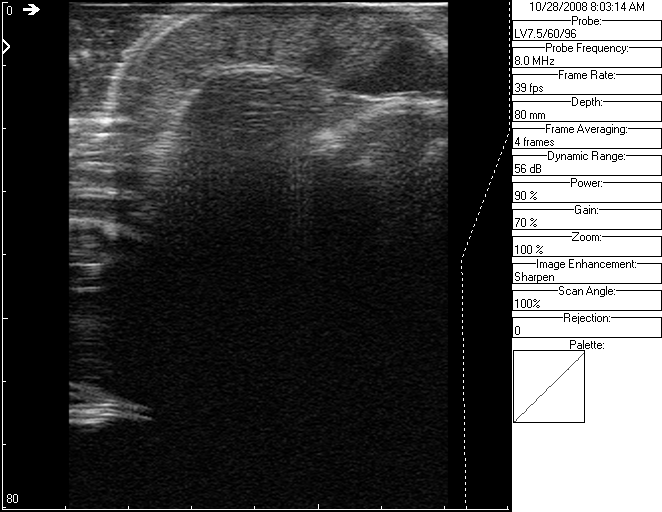 0
80
10/28/2008 8:03:14 AM
Probe:
LV7.5/60/96
Probe Frequency:
8.0 MHz
Frame Rate:
39 fps
Depth:
80 mm
Frame Averaging:
4 frames
Dynamic Range:
56 dB
Power:
90 %
Gain:
70 %
Zoom:
100 %
Image Enhancement:
Sharpen
Scan Angle:
100%
Rejection:
0
Palette: